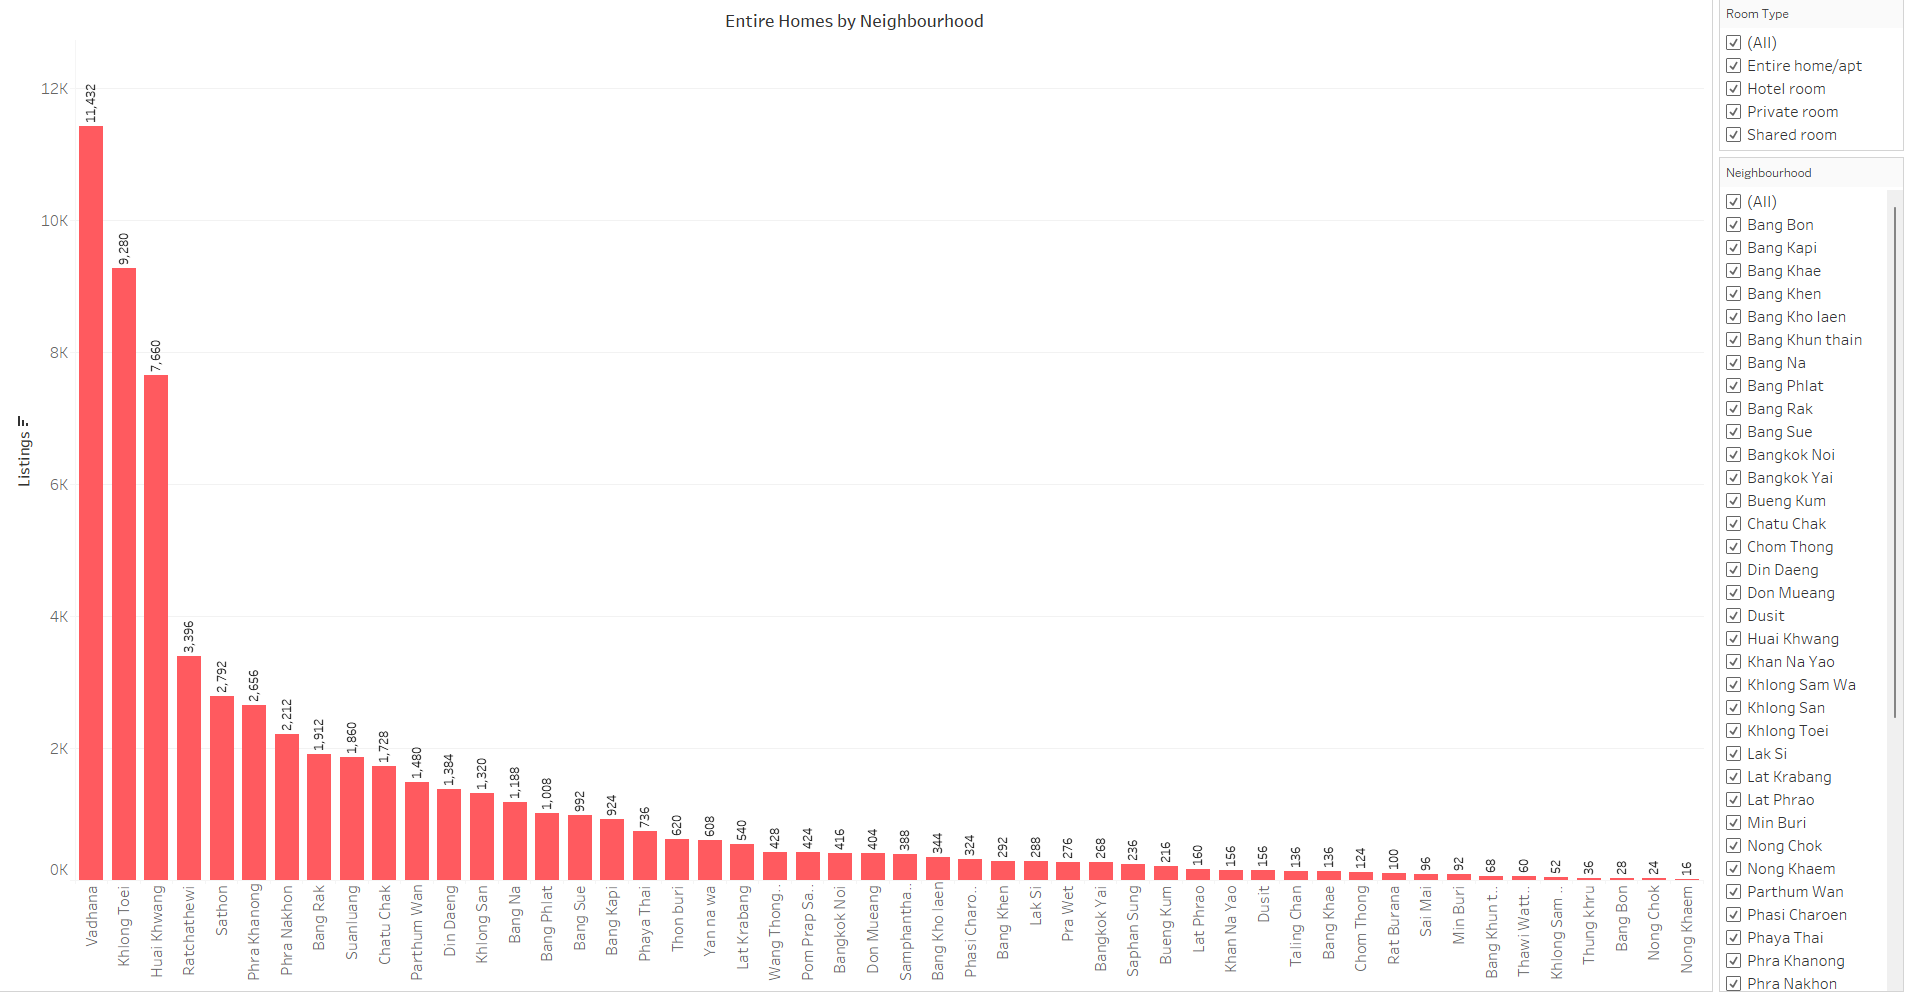 Entire Homes by Neighbourhood
Listings
12K
10K
8K
6K
4K
2K
0K
11,432
9,280
7,660
3,396
2,792
2,656
2,212
1,912
1,860
1,728
1,480
1,384
1,320
1,188
1,008
992
924
736
620
608
540
428
424
416
404
388
344
324
292
288
276
268
236
216
160
156
156
136
136
124
100
96
92
68
60
52
36
28
24
16
Vadhana
Khlong Toei
Huai Khwang
Ratchathewi
Sathon
Phra Khanong
Phra Nakhon
Bang Rak
Suanluang
Chatu Chak
Parthum Wan
Din Daeng
Khlong San
Bang Na
Bang Phlat
Bang Sue
Bang Kapi
Phaya Thai
Thon buri
Yan na wa
Lat Krabang
Wang Thong..
Pom Prap Sa..
Bangkok Noi
Don Mueang
Samphantha..
Bang Kho laen
Phasi Charo..
Bang Khen
Lak Si
Pra Wet
Bangkok Yai
Saphan Sung
Bueng Kum
Lat Phrao
Khan Na Yao
Dusit
Taling Chan
Bang Khae
Chom Thong
Rat Burana
Sai Mai
Min Buri
Bang Khun t..
Thawi Watt..
Khlong Sam ..
Thung khru
Bang Bon
Nong Chok
Nong Khaem
Room Type
(All)
Entire home/apt
Hotel room
Private room
Shared room
Neighbourhood
(All)
Bang Bon
Bang Kapi
Bang Khae
Bang Khen
Bang Kho laen
Bang Khun thain
Bang Na
Bang Phlat
Bang Rak
Bang Sue
Bangkok Noi
Bangkok Yai
Bueng Kum
Chatu Chak
Chom Thong
Din Daeng
Don Mueang
Dusit
Huai Khwang
Khan Na Yao
Khlong Sam Wa
Khlong San
Khlong Toei
Lak Si
Lat Krabang
Lat Phrao
Min Buri
Nong Chok
Nong Khaem
Parthum Wan
Phasi Charoen
Phaya Thai
Phra Khanong
Phra Nakhon